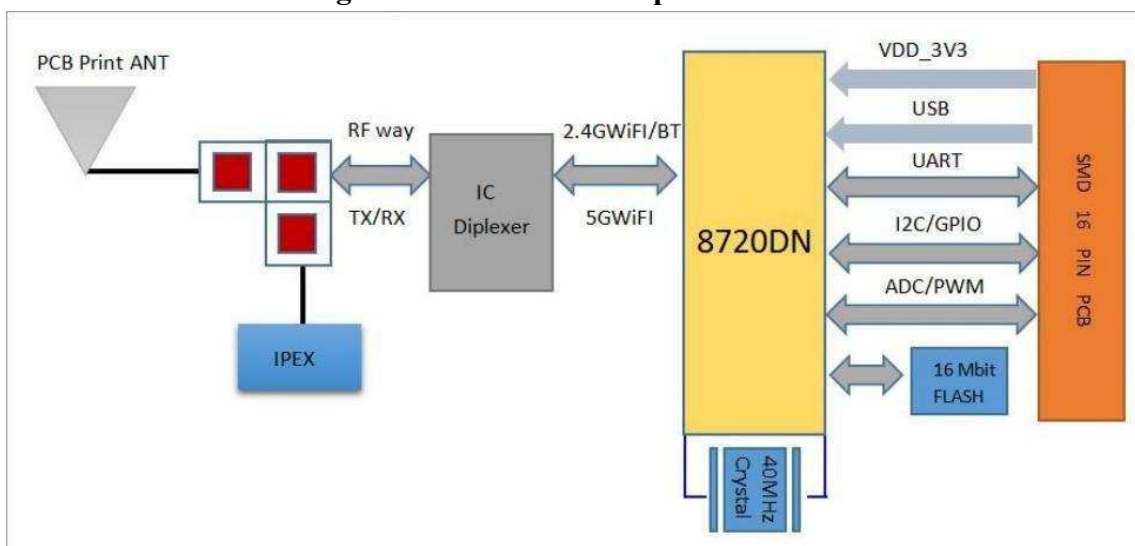 PCB Print ANT
RF way
TX/RX
IPEX
IC
Diplexer
2.4GWiFI/BT
5GWiFI
8720DN
VDD_3V3
USB
UART
I2C/GPIO
ADC/PWM
16 Mbit
FLASH
40MHz
Crystal
SMD 16 PIN PCB